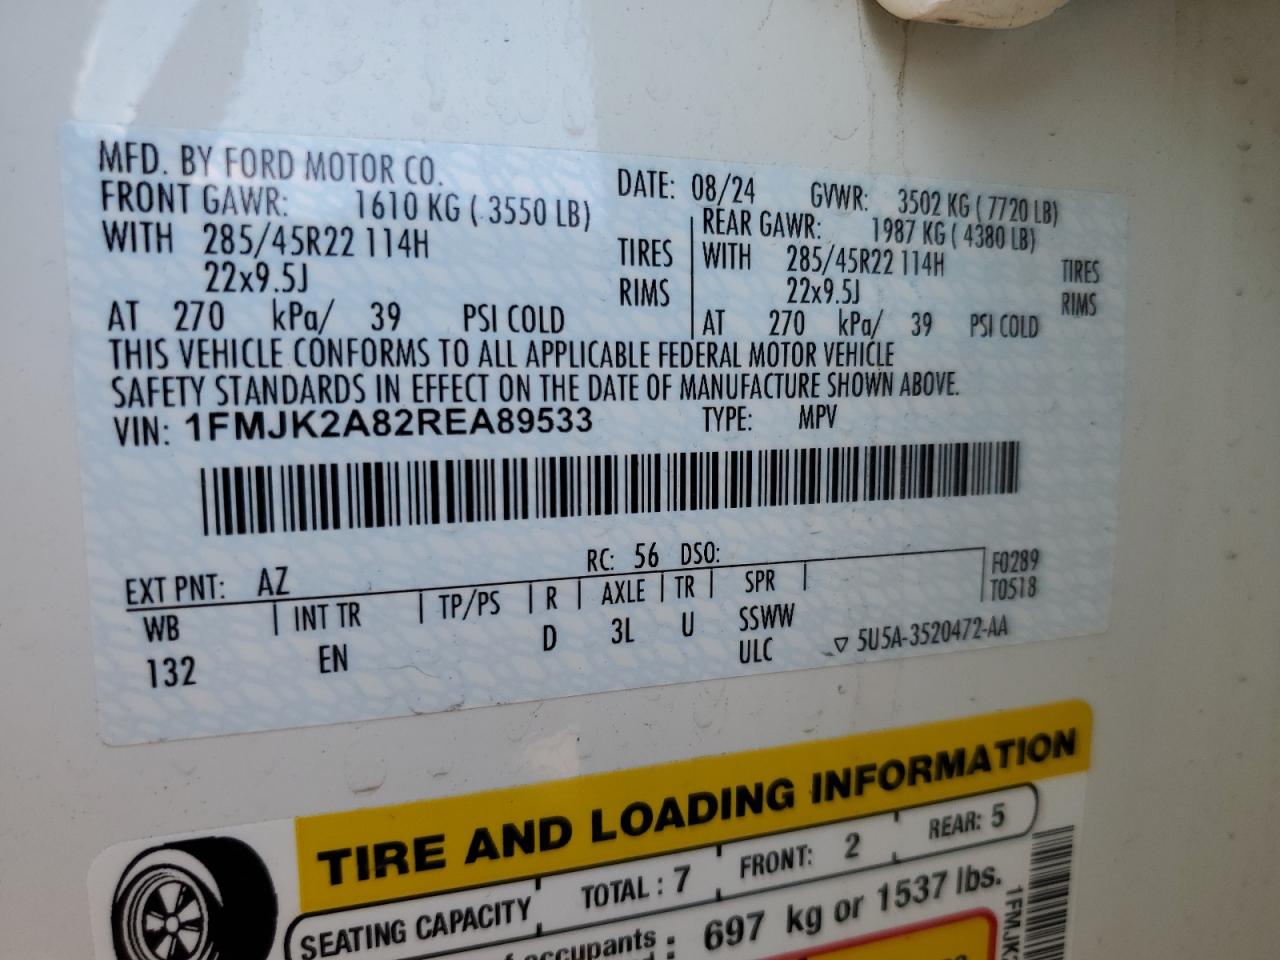 MFD. BY FORD MOTOR CO.
DATE: 08/24 GVWR: 3502 KG ( 7720 LB)
FRONT GAWR: 1610 KG ( 3550 LB) REAR GAWR: 1987 KG ( 4380 LB)
WITH 285/45R22 114H TIRES WITH 285/45R22 114H TIRES
22x9.5J RIMS 22x9.5J RIMS
AT 270 kPa/ 39 PSI COLD AT 270 kPa/ 39 PSI COLD
THIS VEHICLE CONFORMS TO ALL APPLICABLE FEDERAL MOTOR VEHICLE
SAFETY STANDARDS IN EFFECT ON THE DATE OF MANUFACTURE SHOWN ABOVE.
VIN: 1FMJK2A82REA89533 TYPE: MPV
EXT PNT: AZ RC: 56 DSO: F0289
WB INT TR TP/PS R AXLE TR SPR T0518
132 EN D 3L U SSWW
ULC ▽ 5U5A-3520472-AA
TIRE AND LOADING INFORMATION
SEATING CAPACITY TOTAL : 7 FRONT: 2 REAR: 5
occupants : 697 kg or 1537 lbs.
1FMJK